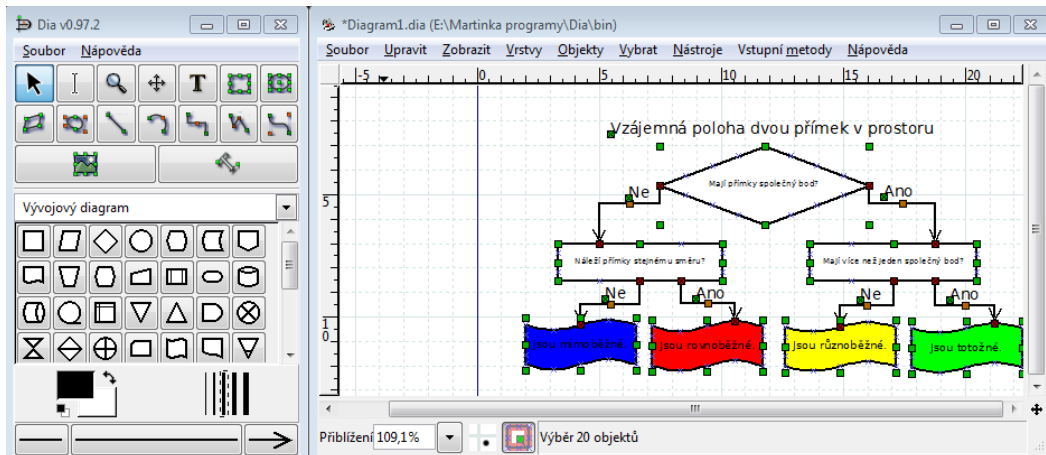 Dia v0.97.2
Soubor Nápověda
Vývojový diagram
*Diagram1.dia (E:\Martinka programy\Dia\bin)
Soubor Upravit Zobrazit Vrstvy Objekty Vybrat Nástroje Vstupní metody Nápověda
-5 0 5 10 15 20
5
10
Vzájemná poloha dvou přímek v prostoru
Mají přímky společný bod?
Ne Ano
Náleží přímky stejnému směru? Mají více než jeden společný bod?
Ne Ano Ne Ano
Jsou mimoběžné. Jsou rovnoběžné. Jsou různoběžné. Jsou totožné.
Přiblížení 109,1% Výběr 20 objektů